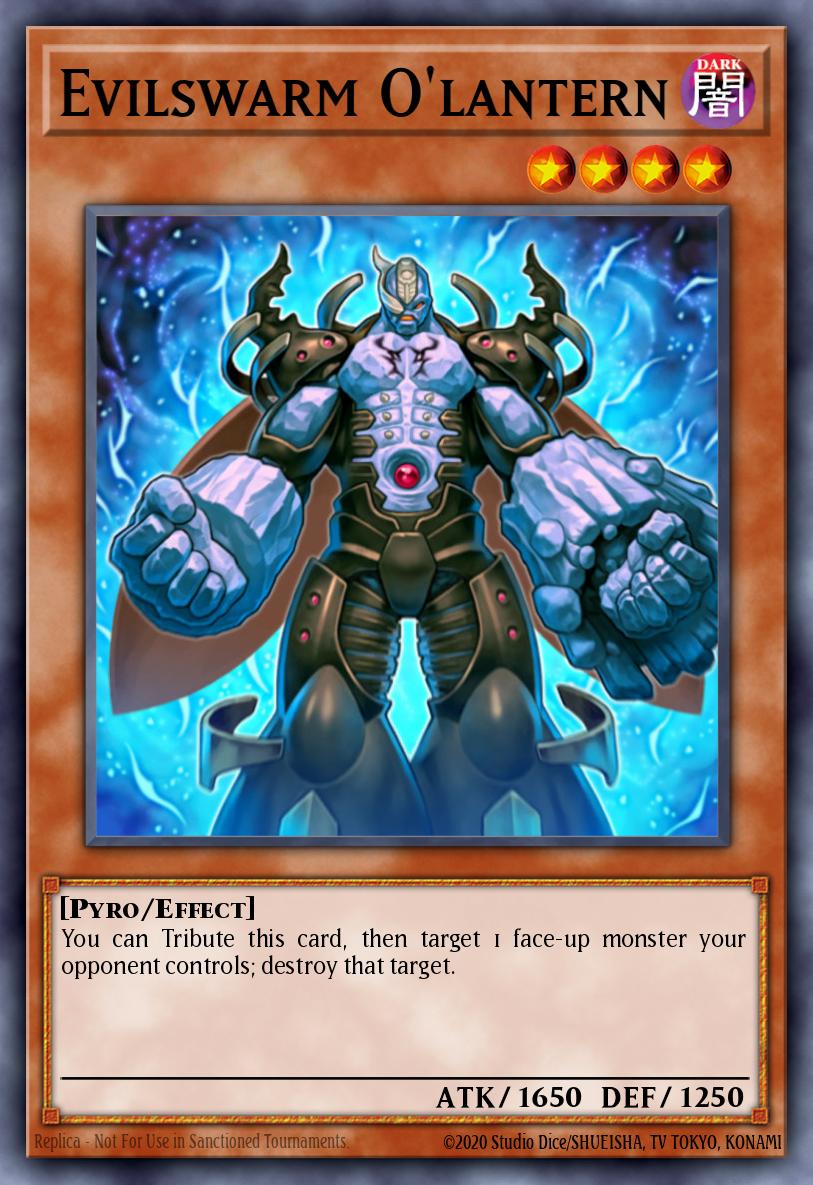 Evilswarm O'lantern
DARK
闇
[Pyro/Effect]
You can Tribute this card, then target 1 face-up monster your
opponent controls; destroy that target.
ATK/ 1650 DEF/ 1250
Replica - Not For Use in Sanctioned Tournaments.
©2020 Studio Dice/SHUEISHA, TV TOKYO, KONAMI